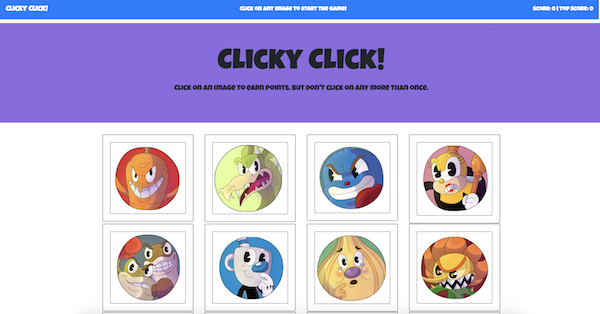 CLICKY CLICK!
CLICK ON ANY IMAGE TO START THE GAME!
SCORE: 0 | TOP SCORE: 0
CLICKY CLICK!
CLICK ON AN IMAGE TO EARN POINTS, BUT DON'T CLICK ON ANY MORE THAN ONCE.